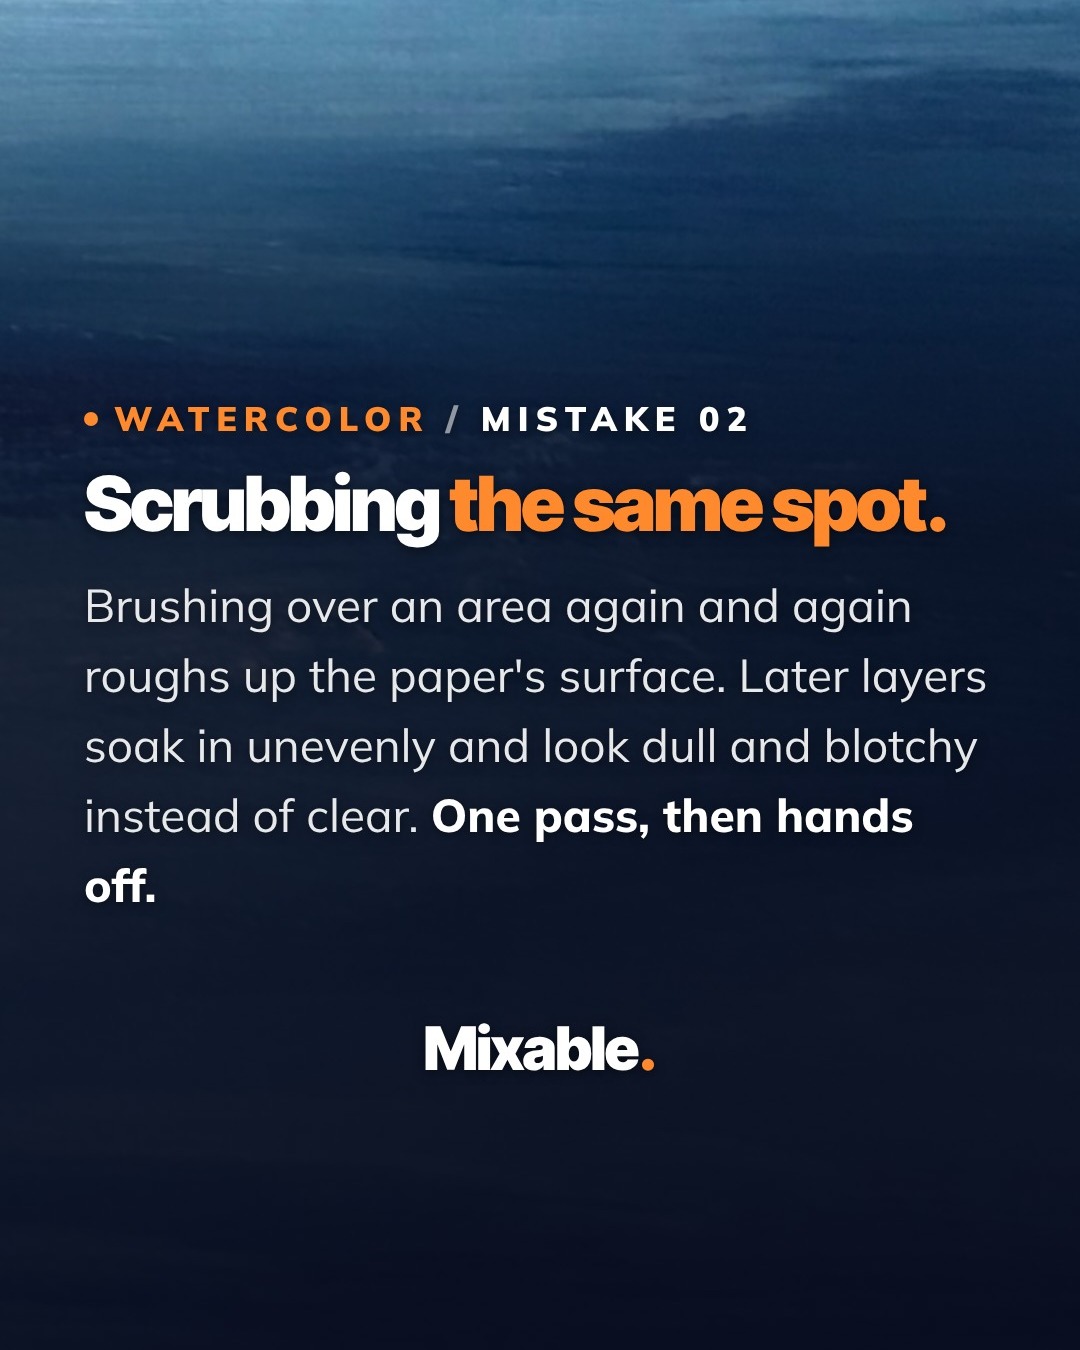 • WATERCOLOR / MISTAKE 02
Scrubbing the same spot.
Brushing over an area again and again
roughs up the paper's surface. Later layers
soak in unevenly and look dull and blotchy
instead of clear. One pass, then hands
off.
Mixable.